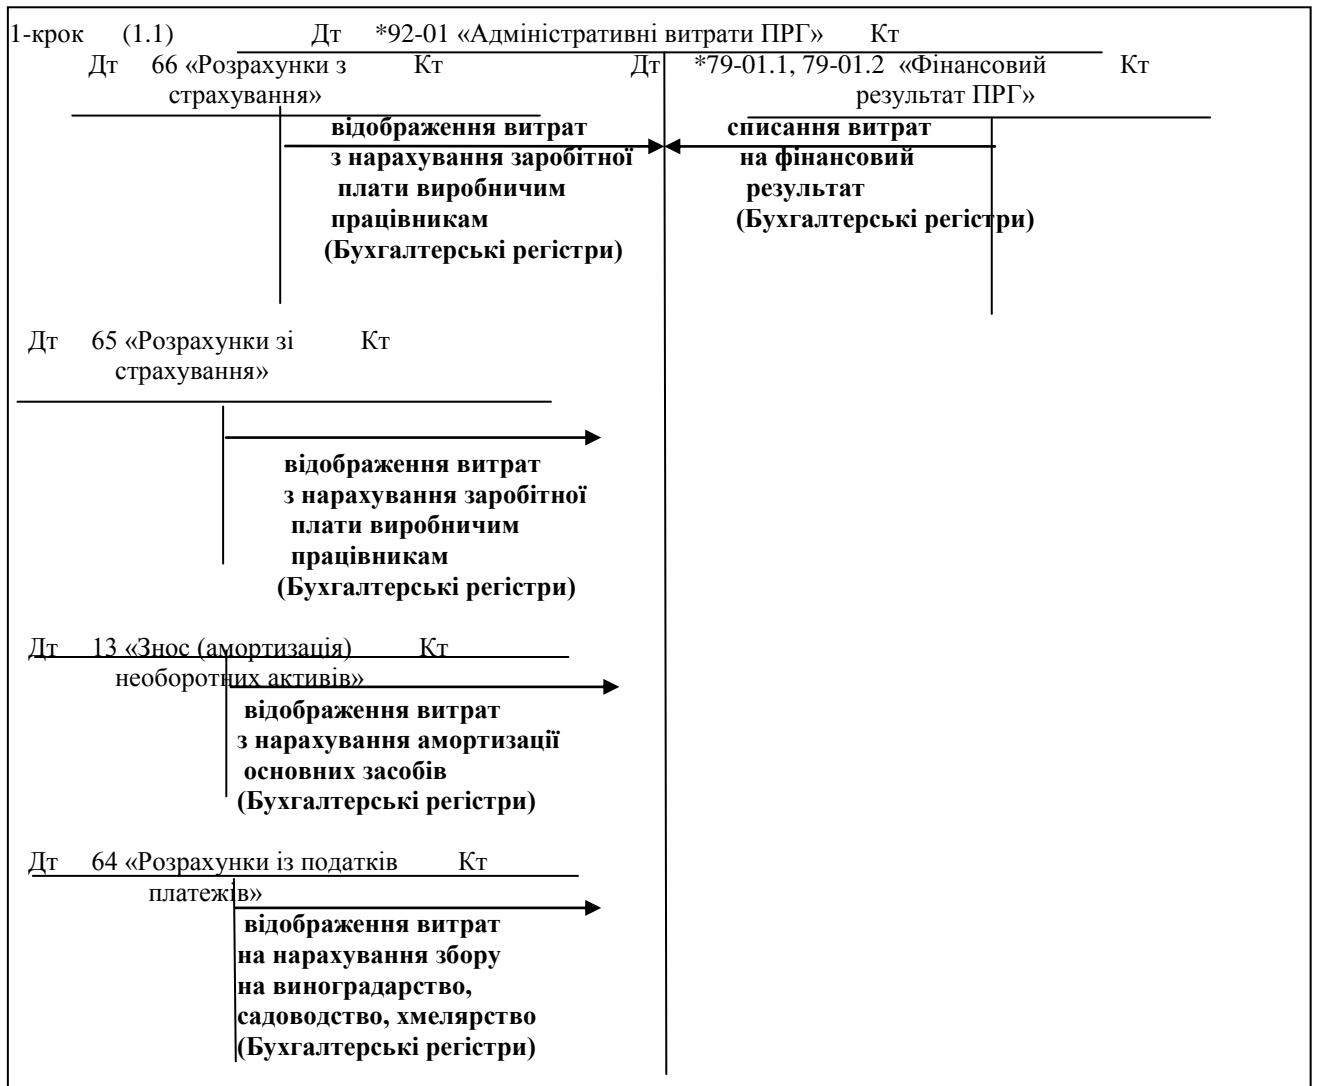 1-крок (1.1) Дт *92-01 «Адміністративні витрати ПРГ» Кт
Дт 66 «Розрахунки з Кт Дт *79-01.1, 79-01.2 «Фінансовий Кт
страхування» результат ПРГ»
відображення витрат списання витрат
з нарахування заробітної на фінансовий
плати виробничим результат
працівникам (Бухгалтерські регістри)
(Бухгалтерські регістри)
Дт 65 «Розрахунки зі Кт
страхування»
відображення витрат
з нарахування заробітної
плати виробничим
працівникам
(Бухгалтерські регістри)
Дт 13 «Знос (амортизація) Кт
необоротних активів»
відображення витрат
з нарахування амортизації
основних засобів
(Бухгалтерські регістри)
Дт 64 «Розрахунки із податків Кт
платежів»
відображення витрат
на нарахування збору
на виноградарство,
садоводство, хмелярство
(Бухгалтерські регістри)